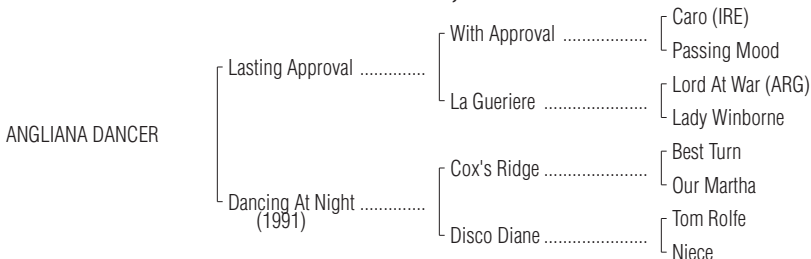 Caro (IRE)
With Approval ..................
Passing Mood
Lasting Approval ..............
Lord At War (ARG)
La Gueriere ......................
Lady Winborne
ANGLIANA DANCER
Best Turn
Cox's Ridge .......................
Our Martha
Dancing At Night ..............
(1991)
Tom Rolfe
Disco Diane ......................
Niece